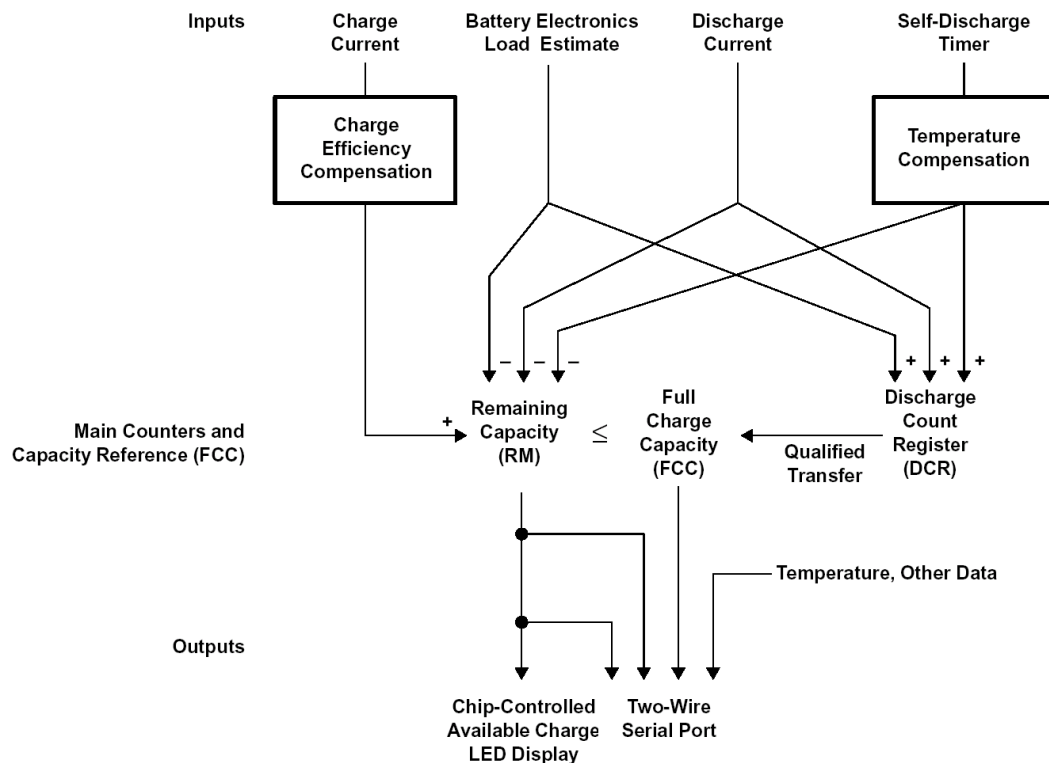 Inputs
Charge
Current
Battery Electronics
Load Estimate
Discharge
Current
Self-Discharge
Timer
Charge
Efficiency
Compensation
Temperature
Compensation
– – –
+ + +
Main Counters and
Capacity Reference (FCC)
+
Remaining
Capacity
(RM)
≤
Full
Charge
Capacity
(FCC)
Qualified
Transfer
Discharge
Count
Register
(DCR)
Temperature, Other Data
Outputs
Chip-Controlled
Available Charge
LED Display
Two-Wire
Serial Port